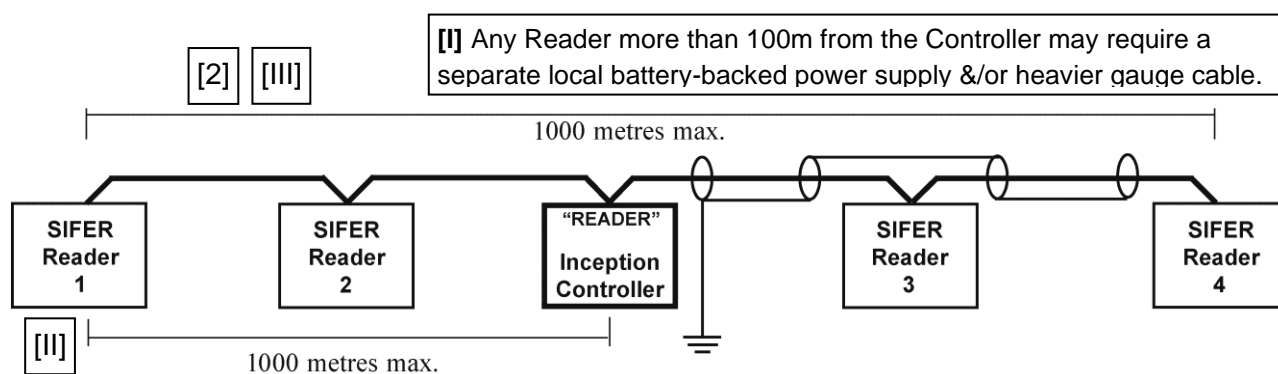 [I] Any Reader more than 100m from the Controller may require a
separate local battery-backed power supply &/or heavier gauge cable.
[2] [III]
1000 metres max.
SIFER
Reader
1
SIFER
Reader
2
“READER”
Inception
Controller
SIFER
Reader
3
SIFER
Reader
4
[II]
1000 metres max.